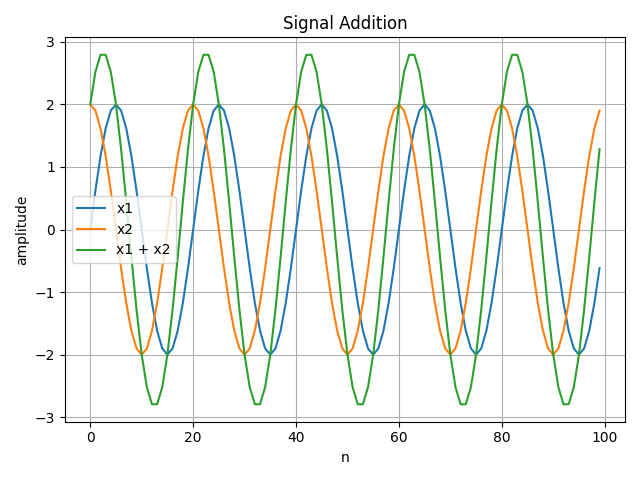 Signal Addition
3
2
1
0
−1
−2
−3
amplitude
x1
x2
x1 + x2
0 20 40 60 80 100
n